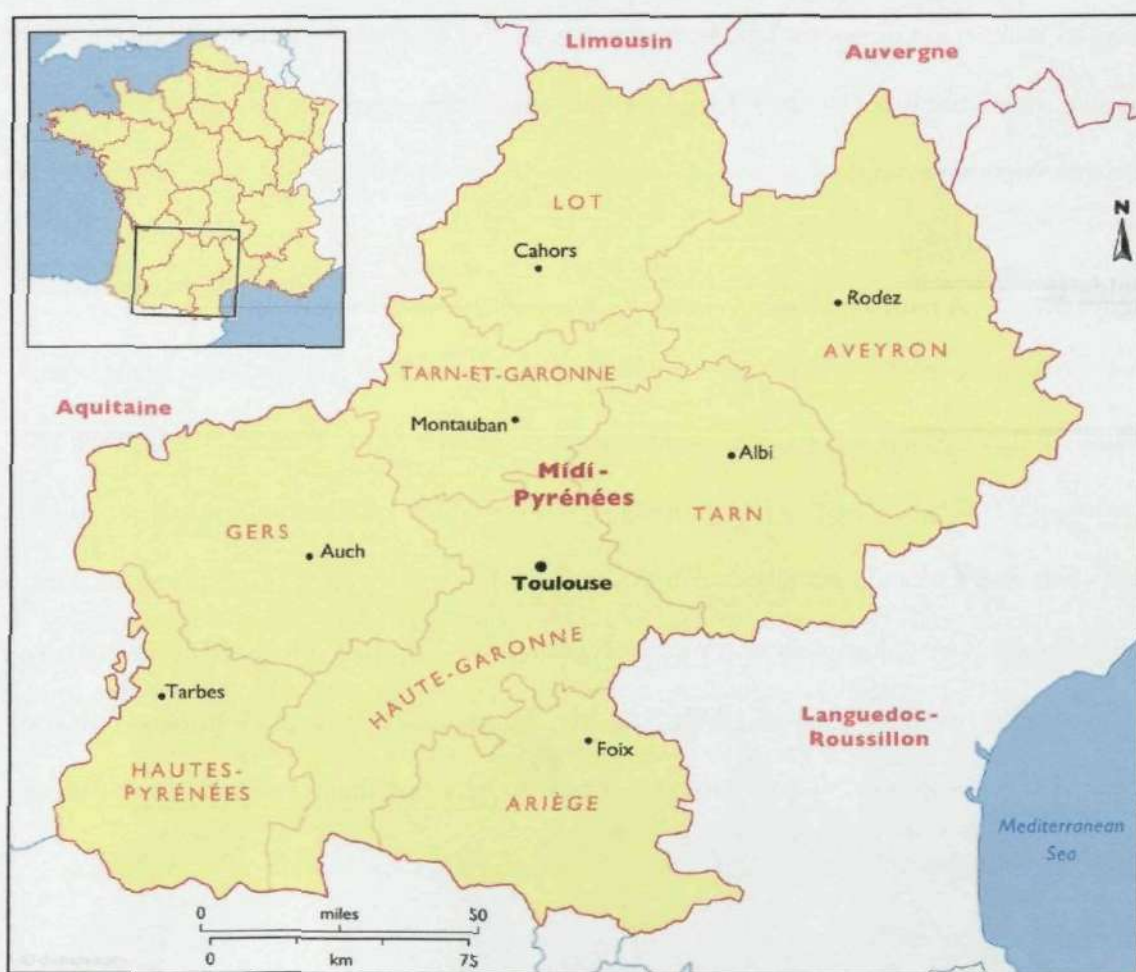 Limousin
Auvergne
LOT
N
Cahors
Rodez
AVEYRON
TARN-ET-GARONNE
Aquitaine
Montauban
Albi
Midi-
Pyrénées
TARN
GERS
Auch
Toulouse
HAUTE-GARONNE
Tarbes
Languedoc-
Roussillon
Foix
HAUTES-
PYRÉNÉES
ARIÈGE
Mediterranean
Sea
0 miles 50
0 km 75